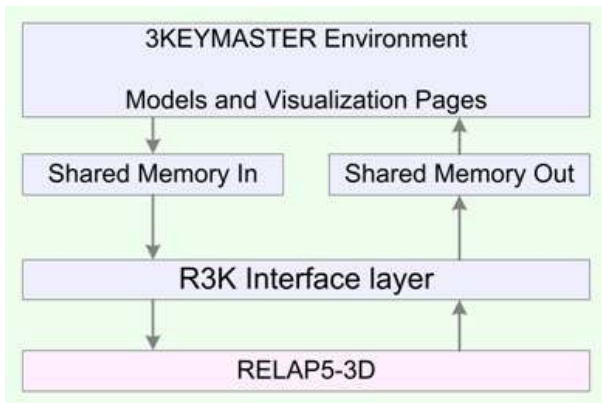 3KEYMASTER Environment
Models and Visualization Pages
Shared Memory In
Shared Memory Out
R3K Interface layer
RELAP5-3D